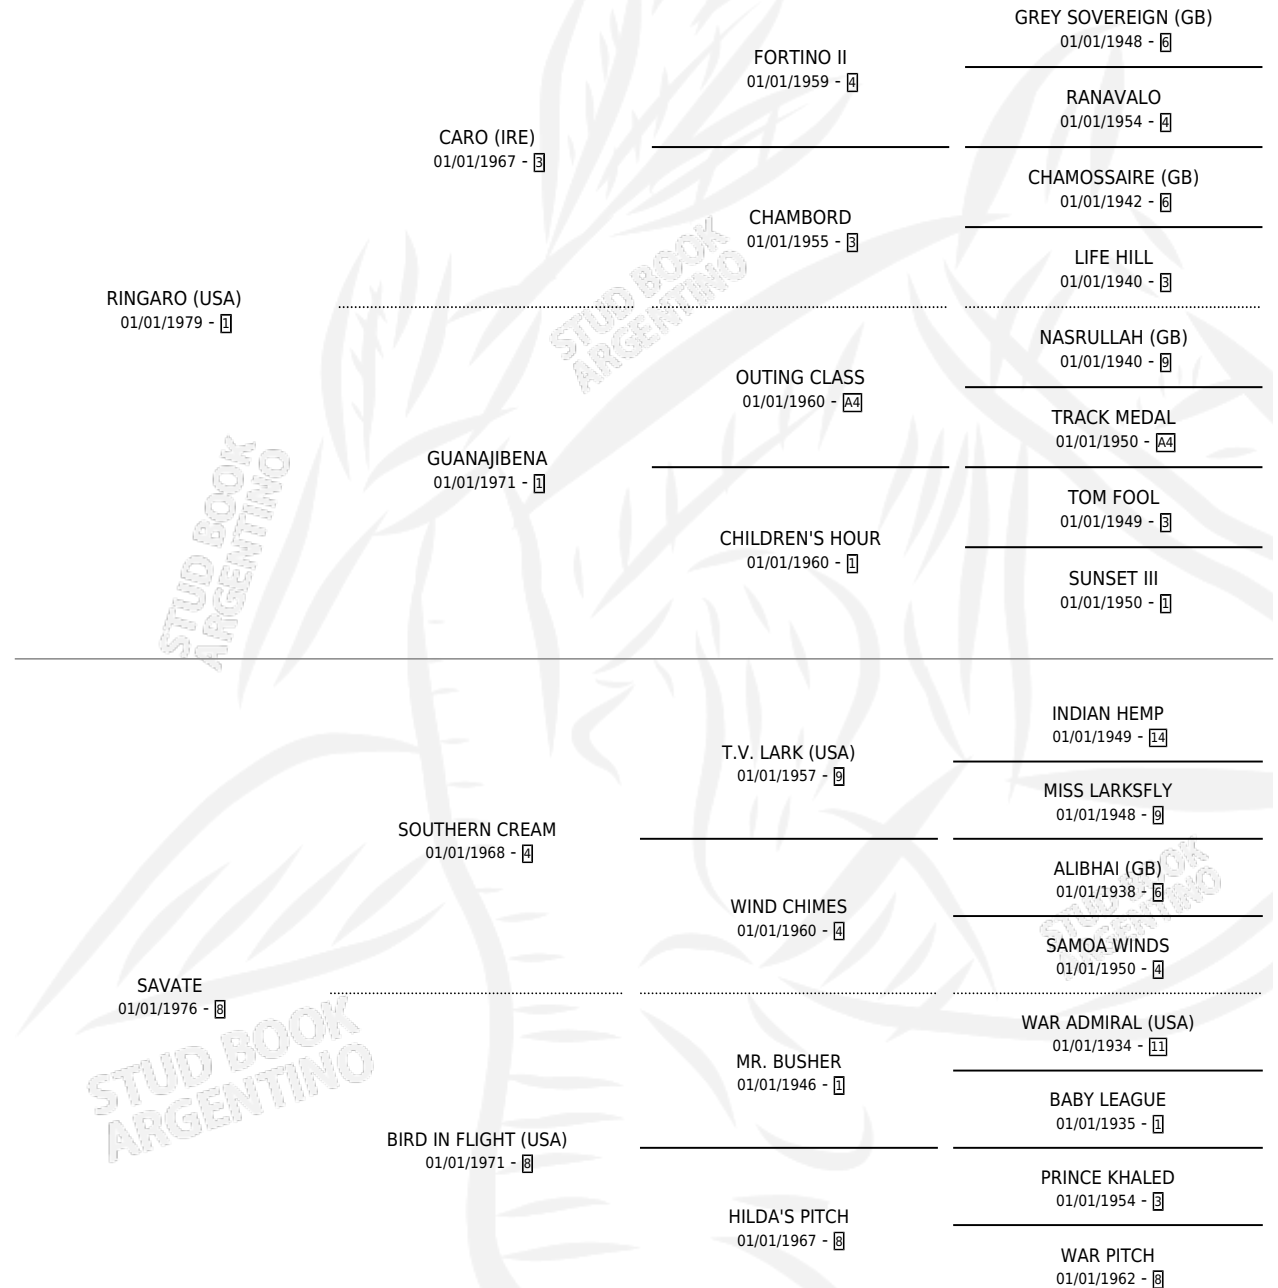 GREY SOVEREIGN (GB)
01/01/1948 - 6
FORTINO II
01/01/1959 - 4
RANAVALO
01/01/1954 - 4
CARO (IRE)
01/01/1967 - 3
CHAMOSSAIRE (GB)
01/01/1942 - 6
CHAMBORD
01/01/1955 - 3
LIFE HILL
01/01/1940 - 3
RINGARO (USA)
01/01/1979 - 1
NASRULLAH (GB)
01/01/1940 - 9
OUTING CLASS
01/01/1960 - A4
TRACK MEDAL
01/01/1950 - A4
GUANAJIBENA
01/01/1971 - 1
TOM FOOL
01/01/1949 - 3
CHILDREN'S HOUR
01/01/1960 - 1
SUNSET III
01/01/1950 - 1
INDIAN HEMP
01/01/1949 - 14
T.V. LARK (USA)
01/01/1957 - 9
MISS LARKSFLY
01/01/1948 - 9
SOUTHERN CREAM
01/01/1968 - 4
ALIBHAI (GB)
01/01/1938 - 6
WIND CHIMES
01/01/1960 - 4
SAMOA WINDS
01/01/1950 - 4
SAVATE
01/01/1976 - 8
WAR ADMIRAL (USA)
01/01/1934 - 11
MR. BUSHER
01/01/1946 - 1
BABY LEAGUE
01/01/1935 - 1
BIRD IN FLIGHT (USA)
01/01/1971 - 8
PRINCE KHALED
01/01/1954 - 3
HILDA'S PITCH
01/01/1967 - 8
WAR PITCH
01/01/1962 - 8
STUD BOOK
ARGENTINO
STUD BOOK
ARGENTINO
STUD BOOK
ARGENTINO
STUD BOOK
ARGENTINO